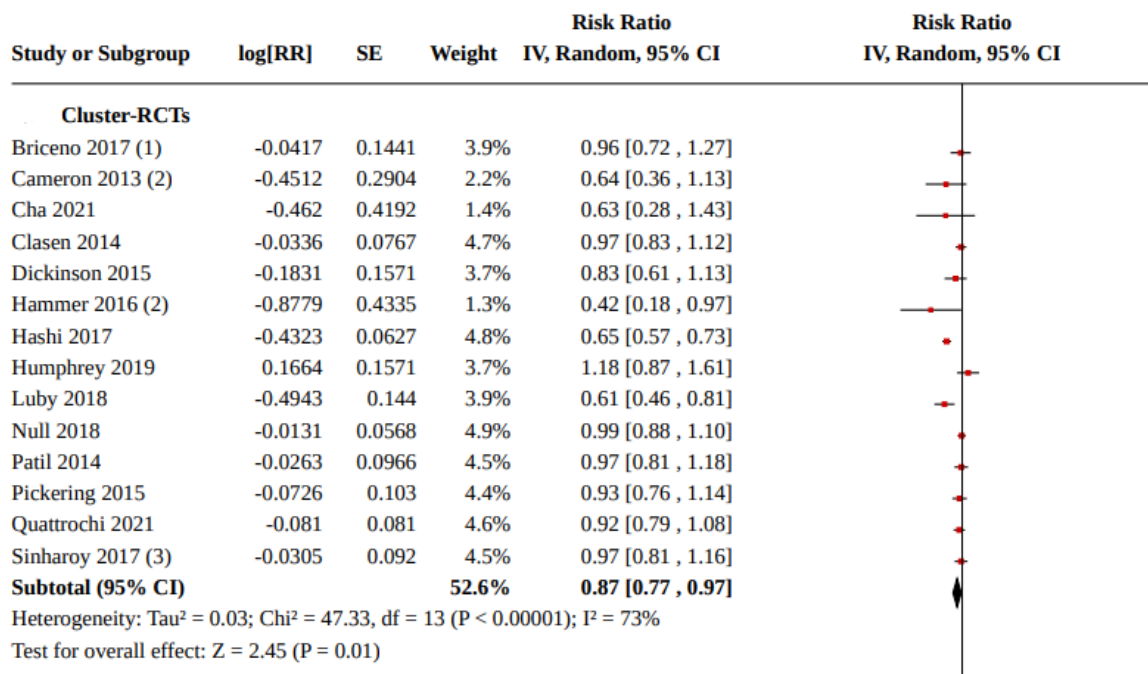 Risk Ratio Risk Ratio
Study or Subgroup log[RR] SE Weight IV, Random, 95% CI IV, Random, 95% CI
Cluster-RCTs
Briceno 2017 (1) -0.0417 0.1441 3.9% 0.96 [0.72 , 1.27]
Cameron 2013 (2) -0.4512 0.2904 2.2% 0.64 [0.36 , 1.13]
Cha 2021 -0.462 0.4192 1.4% 0.63 [0.28 , 1.43]
Clasen 2014 -0.0336 0.0767 4.7% 0.97 [0.83 , 1.12]
Dickinson 2015 -0.1831 0.1571 3.7% 0.83 [0.61 , 1.13]
Hammer 2016 (2) -0.8779 0.4335 1.3% 0.42 [0.18 , 0.97]
Hashi 2017 -0.4323 0.0627 4.8% 0.65 [0.57 , 0.73]
Humphrey 2019 0.1664 0.1571 3.7% 1.18 [0.87 , 1.61]
Luby 2018 -0.4943 0.144 3.9% 0.61 [0.46 , 0.81]
Null 2018 -0.0131 0.0568 4.9% 0.99 [0.88 , 1.10]
Patil 2014 -0.0263 0.0966 4.5% 0.97 [0.81 , 1.18]
Pickering 2015 -0.0726 0.103 4.4% 0.93 [0.76 , 1.14]
Quattrochi 2021 -0.081 0.081 4.6% 0.92 [0.79 , 1.08]
Sinharoy 2017 (3) -0.0305 0.092 4.5% 0.97 [0.81 , 1.16]
Subtotal (95% CI) 52.6% 0.87 [0.77 , 0.97]
Heterogeneity: Tau² = 0.03; Chi² = 47.33, df = 13 (P < 0.00001); I² = 73%
Test for overall effect: Z = 2.45 (P = 0.01)